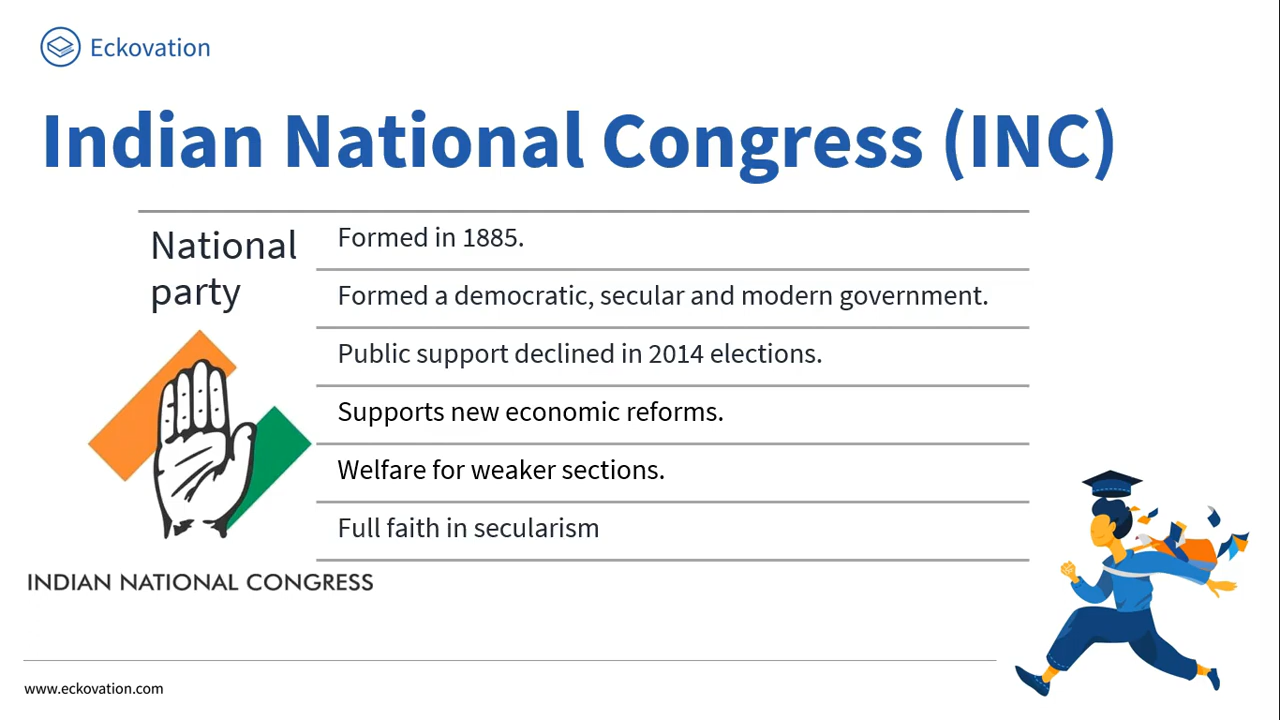 Eckovation
Indian National Congress (INC)
National
party
Formed in 1885.
Formed a democratic, secular and modern government.
Public support declined in 2014 elections.
Supports new economic reforms.
Welfare for weaker sections.
Full faith in secularism
INDIAN NATIONAL CONGRESS
www.eckovation.com